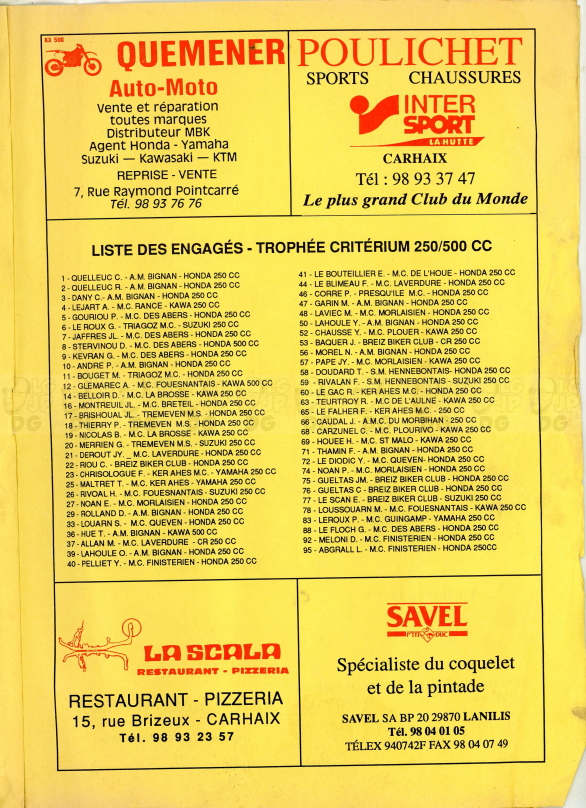 KX 500
QUEMENER
Auto-Moto
Vente et réparation
toutes marques
Distributeur MBK
Agent Honda - Yamaha
Suzuki — Kawasaki — KTM
REPRISE - VENTE
7, Rue Raymond Pointcarré
Tél. 98 93 76 76
POULICHET
SPORTS CHAUSSURES
INTER
SPORT
LA HUTTE
CARHAIX
Tél : 98 93 37 47
Le plus grand Club du Monde
LISTE DES ENGAGÉS - TROPHÉE CRITÉRIUM 250/500 CC
1 - QUELLEUC C. - A.M. BIGNAN - HONDA 250 CC
2 - QUELLEUC R. - A.M. BIGNAN - HONDA 250 CC
3 - DANY C.- A.M. BIGNAN - HONDA 250 CC
4 - LEJART A. - M.C. RANCE - KAWA 250 CC
5 - GOURIOU P. - M.C. DES ABERS - HONDA 250 CC
6 - LE ROUX G. - TRIAGOZ M.C. - SUZUKI 250 CC
7 - JAFFRES JL. - M.C. DES ABERS - HONDA 250 CC
8 - STERVINOU D. - M.C. DES ABERS - HONDA 500 CC
9 - KEVRAN G. - M.C. DES ABERS - HONDA 250 CC
10 - ANDRE P. - A.M. BIGNAN - HONDA 250 CC
11 - BOUGET M. - TRIAGOZ M.C. - HONDA 250 CC
12 - GLEMAREC A. - M.C. FOUESNANTAIS - KAWA 500 CC
14 - BELLOIR D. - M.C. LA BROSSE - KAWA 250 CC
16 - MONTREUIL JL. - M.C. BRETEIL - HONDA 250 CC
17 - BRISHOUAL JL. - TREMEVEN M.S. - HONDA 250 CC
18 - THIERRY P. - TREMEVEN M.S. - HONDA 250 CC
19 - NICOLAS B. - M.C. LA BROSSE - KAWA 250 CC
20 - MERRIEN G. - TREMEVEN M.S. - SUZUKI 250 CC
21 - DEROUT JY, _ M.C. LAVERDURE - HONDA 250 CC
22 - RIOU C. - BREIZ BIKER CLUB - HONDA 250 CC
23 - CHRISOLOGUE F. - KER AHES M.C. - YAMAHA 250 CC
25 - MALTRET T. - M.C. KER AHES - YAMAHA 250 CC
26 - RIVOAL H. - M.C. FOUESNANTAIS - SUZUKI 250 CC
27 - NOAN E. - M.C. MORLAISIEN - HONDA 250 CC
29 - ROLLAND D. - A.M. BIGNAN - HONDA 250 CC
33 - LOUARN S. - M.C. QUEVEN - HONDA 250 CC
36 - HUE T. - A.M. BIGNAN - KAWA 500 CC
37 - ALLAN M. - M.C. LAVERDURE - CR 250 CC
39 - LAHOULE O. - A.M. BIGNAN - HONDA 250 CC
40 - PELLIET Y. - M.C. FINISTERIEN - HONDA 250 CC
41 - LE BOUTEILLIER E. - M.C. DE L'HOUE - HONDA 250 CC
44 - LE BLIMEAU F. - M.C. LAVERDURE - HONDA 250 CC
46 - CORRE P. - PRESQU'ILE M.C. - HONDA 250 CC
47 - GARIN M. - A.M. BIGNAN - HONDA 250 CC
48 - LAVIEC M. - M.C. MORLAISIEN - HONDA 250 CC
50 - LAHOULE Y. - A.M. BIGNAN - HONDA 250 CC
52 - CHAUSSE Y. - M.C. PLOUER - KAWA 250 CC
53 - BAQUER J. - BREIZ BIKER CLUB - CR 250 CC
56 - MOREL N. - A.M. BIGNAN - HONDA 250 CC
57 - PAPE JY. - M.C. MORLAISIEN - KAWA 250 CC
58 - DOUDARD T. - S.M. HENNEBONTAIS - HONDA 250 CC
59 - RIVALAN F. - S.M. HENNEBONTAIS - SUZUKI 250 CC
60 - LE GAC R. - KER AHES M.C. - HONDA 250 CC
63 - TEURTROY R. - M.C. DE L'AULNE - KAWA 250 CC
65 - LE FALHER F. - KER AHES M.C. - 250 CC
66 - CAUDAL J. - A.M.C. DU MORBIHAN - 250 CC
68 - CARZUNEL C. - M.C. PLOURIVO - KAWA 250 CC
69 - HOUEE H. - M.C. ST MALO - KAWA 250 CC
71 - THAMIN F. - A.M. BIGNAN - HONDA 250 CC
72 - LE DIODIC Y. - M.C. QUEVEN - HONDA 250 CC
74 - NOAN P. - M.C. MORLAISIEN - HONDA 250 CC
75 - GUELTAS JM. - BREIZ BIKER CLUB - HONDA 250 CC
76 - GUELTAS C - BREIZ BIKER CLUB - HONDA 250 CC
77 - LE SCAN E. - BREIZ BIKER CLUB - SUZUKI 250 CC
78 - LOUSSOUARN M. - M.C. FOUESNANTAIS - KAWA 250 CC
83 - LEROUX P. - M.C. GUINGAMP - YAMAHA 250 CC
88 - LE FLOCH G. - M.C. DES ABERS - HONDA 250 CC
92 - MELONI D. - M.C. FINISTERIEN - HONDA 250 CC
95 - ABGRALL L. - M.C. FINISTERIEN - HONDA 250CC
LA SCALA
RESTAURANT - PIZZERIA
RESTAURANT - PIZZERIA
15, rue Brizeux - CARHAIX
Tél. 98 93 23 57
SAVEL
P'TIT DUC
Spécialiste du coquelet
et de la pintade
SAVEL SA BP 20 29870 LANILIS
Tél. 98 04 01 05
TÉLEX 940742F FAX 98 04 07 49